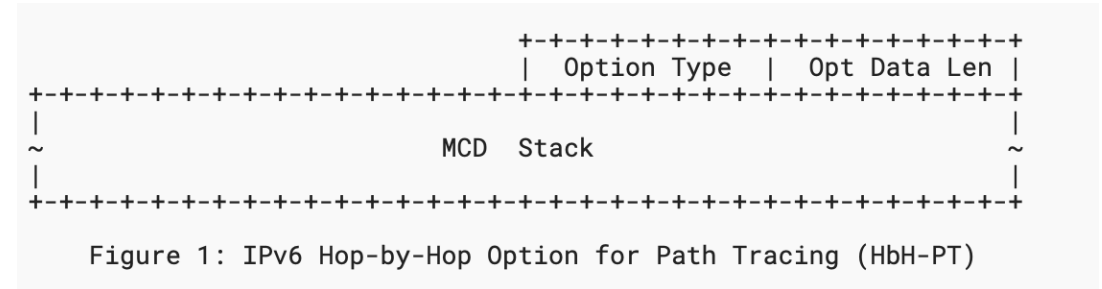 +-+-+-+-+-+-+-+-+-+-+-+-+-+-+-+-+
|  Option Type  |  Opt Data Len |
+-+-+-+-+-+-+-+-+-+-+-+-+-+-+-+-+-+-+-+-+-+-+-+-+-+-+-+-+-+-+-+-+
|                                                               |
~                          MCD  Stack                           ~
|                                                               |
+-+-+-+-+-+-+-+-+-+-+-+-+-+-+-+-+-+-+-+-+-+-+-+-+-+-+-+-+-+-+-+-+
Figure 1: IPv6 Hop-by-Hop Option for Path Tracing (HbH-PT)